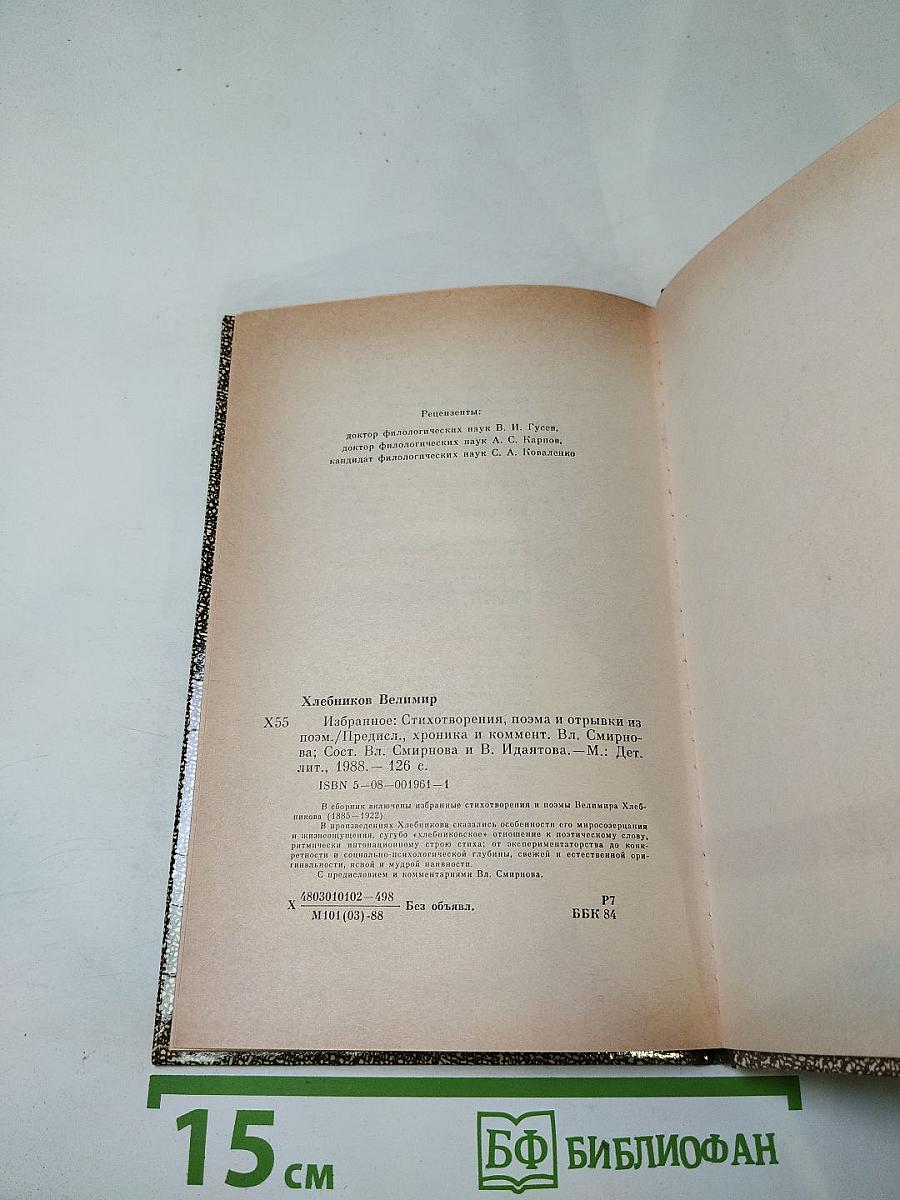 Рецензенты:
доктор филологических наук В. И. Гусев,
доктор филологических наук А. С. Карпов,
кандидат филологических наук С. А. Коваленко
Хлебников Велимир
Х55 Избранное: Стихотворения, поэма и отрывки из
поэм./Предисл., хроника и коммент. Вл. Смирно-
ва; Сост. Вл. Смирнова и В. Идаятова.—М.: Дет.
лит., 1988.— 126 с.
ISBN 5—08—001961—1
В сборник включены избранные стихотворения и поэмы Велимира Хлеб-
никова (1885—1922)
В произведениях Хлебникова сказались особенности его миросозерцания
и жизнеощущения, сугубо «хлебниковское» отношение к поэтическому слову,
ритмически интонационному строю стиха; от экспериментаторства до конк-
ретности и социально-психологической глубины, свежей и естественной ори-
гинальности, ясной и мудрой наивности.
С предисловием и комментариями Вл. Смирнова.
Х 4803010102—498 Без объявл. Р7
М101(03)-88 ББК 84
15 см БФ БИБЛИОФАН